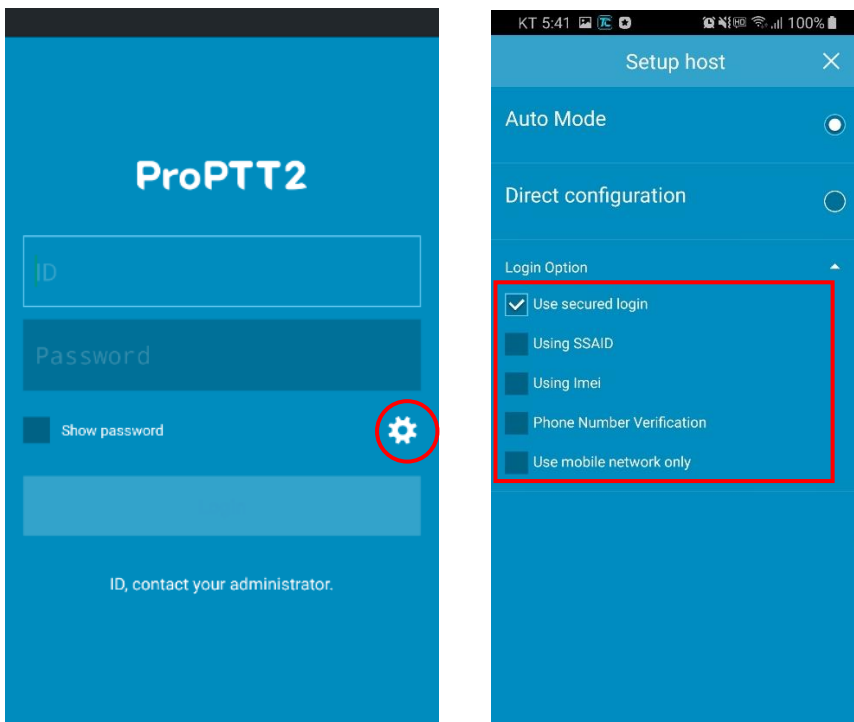 ProPTT2
ID
Password
Show password
ID, contact your administrator.
KT 5:41 100%
Setup host
Auto Mode
Direct configuration
Login Option
Use secured login
Using SSAID
Using Imei
Phone Number Verification
Use mobile network only